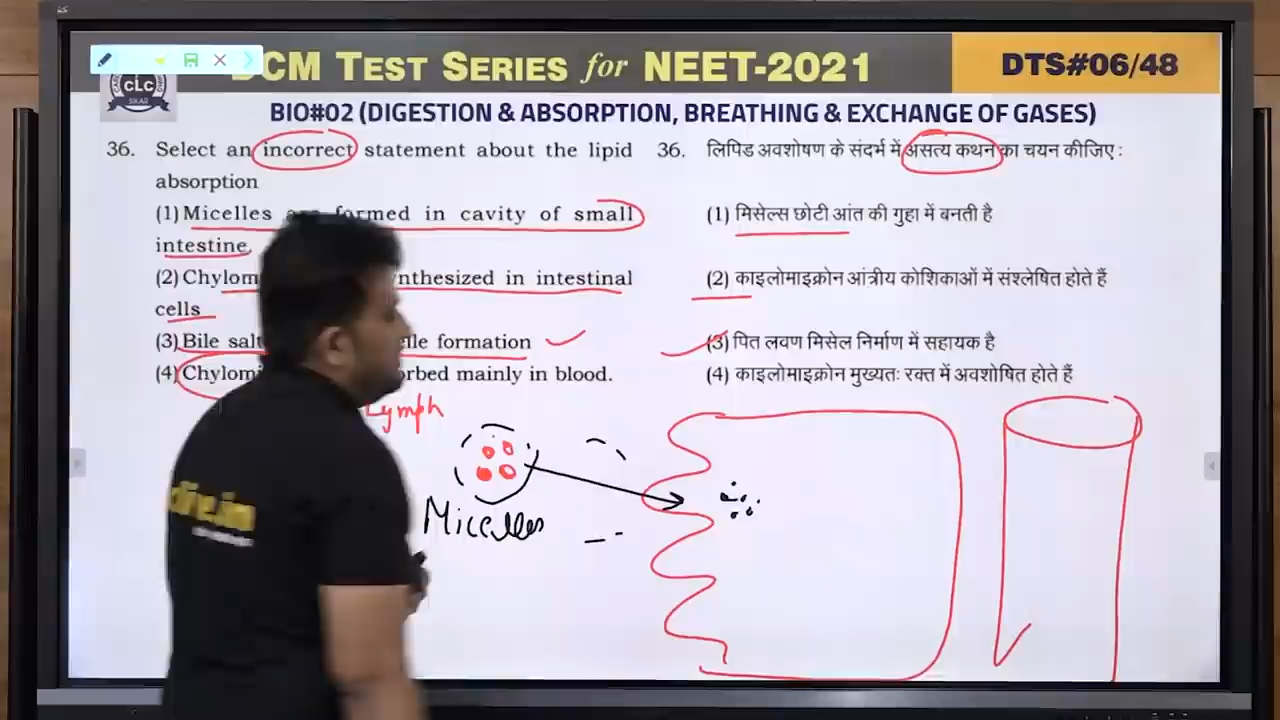 DCM TEST SERIES for NEET-2021
DTS#06/48
CLC
SIKAR
BIO#02 (DIGESTION & ABSORPTION, BREATHING & EXCHANGE OF GASES)
36. Select an incorrect statement about the lipid
absorption
(1) Micelles formed in cavity of small
intestine
(2) Chylom nthesized in intestinal
cells
(3) Bile salt lle formation
(4) Chylomi orbed mainly in blood.
Lymph
Micelles
36. लिपिड अवशोषण के संदर्भ में असत्य कथन का चयन कीजिए :
(1) मिसेल्स छोटी आंत की गुहा में बनती है
(2) काइलोमाइक्रोन आंत्रीय कोशिकाओं में संश्लेषित होते हैं
(3) पित लवण मिसेल निर्माण में सहायक है
(4) काइलोमाइक्रोन मुख्यतः रक्त में अवशोषित होते हैं